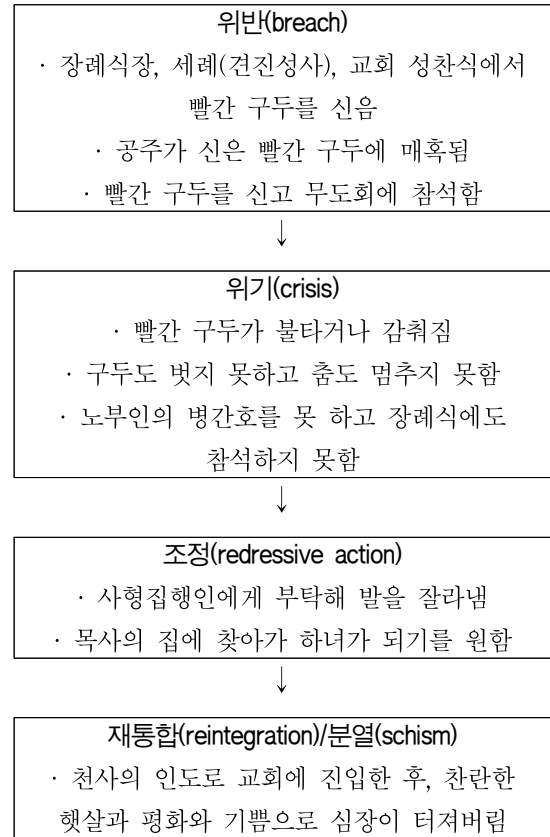 위반(breach)
· 장례식장, 세례(견진성사), 교회 성찬식에서
빨간 구두를 신음
· 공주가 신은 빨간 구두에 매혹됨
· 빨간 구두를 신고 무도회에 참석함
↓
위기(crisis)
· 빨간 구두가 불타거나 감춰짐
· 구두도 벗지 못하고 춤도 멈추지 못함
· 노부인의 병간호를 못 하고 장례식에도
참석하지 못함
↓
조정(redressive action)
· 사형집행인에게 부탁해 발을 잘라냄
· 목사의 집에 찾아가 하녀가 되기를 원함
↓
재통합(reintegration)/분열(schism)
· 천사의 인도로 교회에 진입한 후, 찬란한
햇살과 평화와 기쁨으로 심장이 터져버림